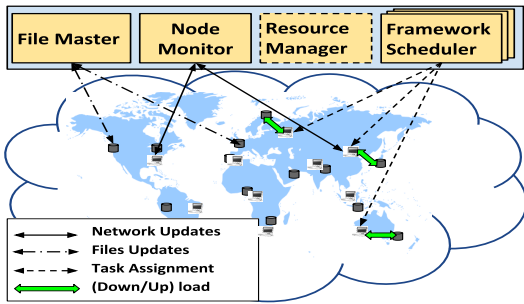 File Master
Node
Monitor
Resource
Manager
Framework
Scheduler
Network Updates
Files Updates
Task Assignment
(Down/Up) load